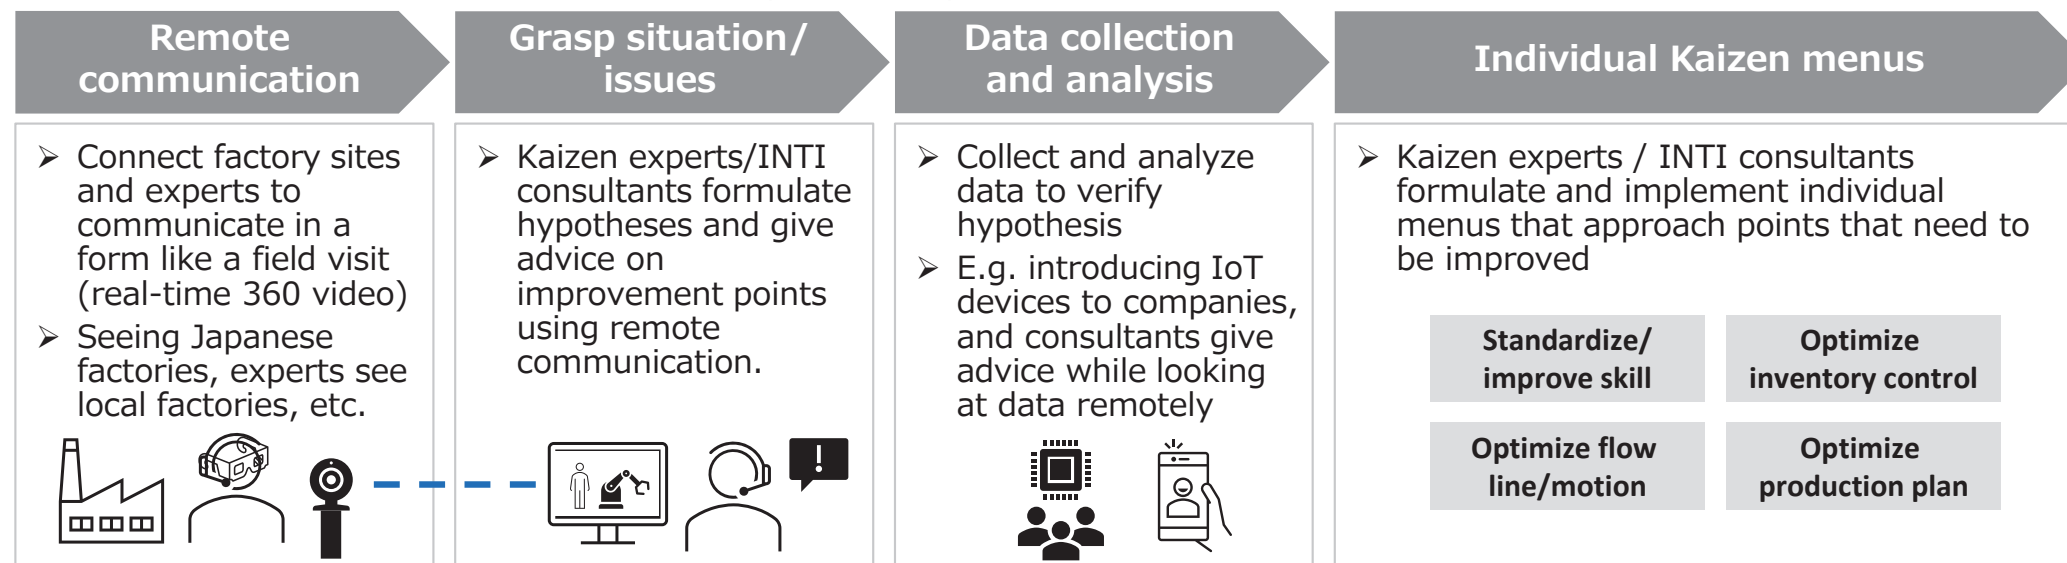 Remote
communication
➢ Connect factory sites
and experts to
communicate in a
form like a field visit
(real-time 360 video)
➢ Seeing Japanese
factories, experts see
local factories, etc.
Grasp situation/
issues
➢ Kaizen experts/INTI
consultants formulate
hypotheses and give
advice on
improvement points
using remote
communication.
!
Data collection
and analysis
➢ Collect and analyze
data to verify
hypothesis
➢ E.g. introducing IoT
devices to companies,
and consultants give
advice while looking
at data remotely
Individual Kaizen menus
➢ Kaizen experts / INTI consultants
formulate and implement individual
menus that approach points that need to
be improved
Standardize/
improve skill
Optimize
inventory control
Optimize flow
line/motion
Optimize
production plan